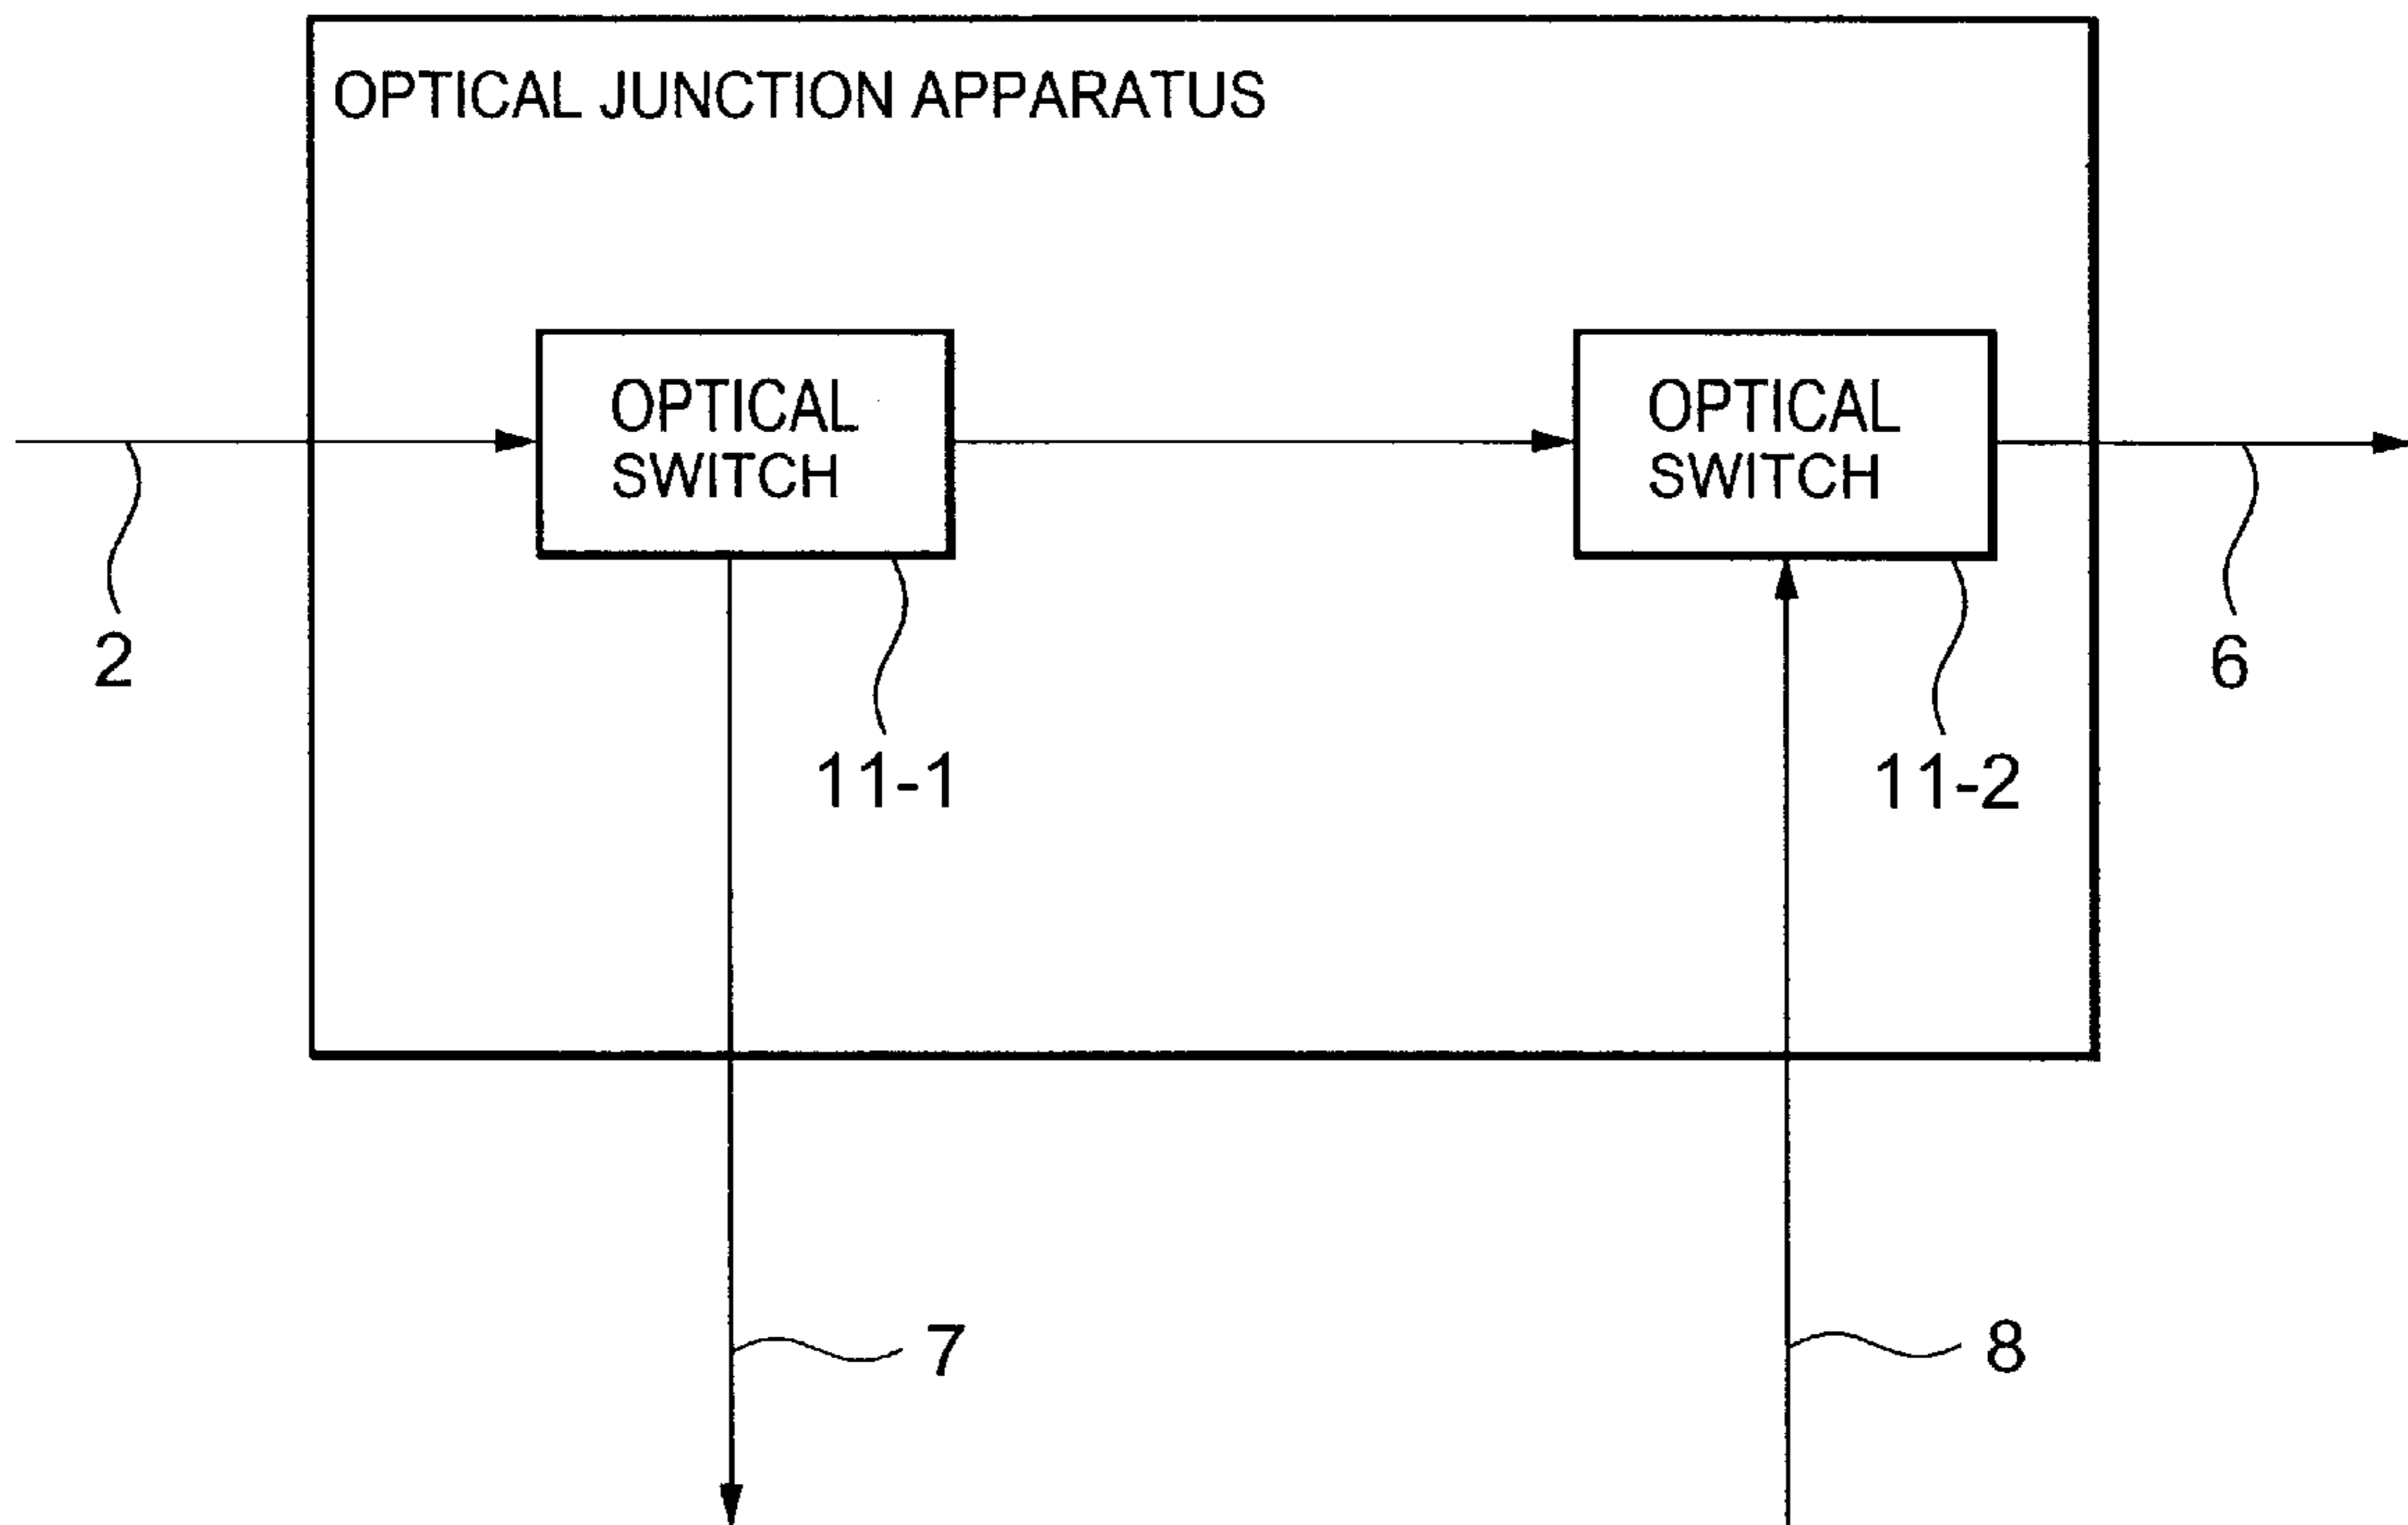 OPTICAL JUNCTION APPARATUS
OPTICAL
SWITCH
OPTICAL
SWITCH
2
6
11-1
11-2
7
8